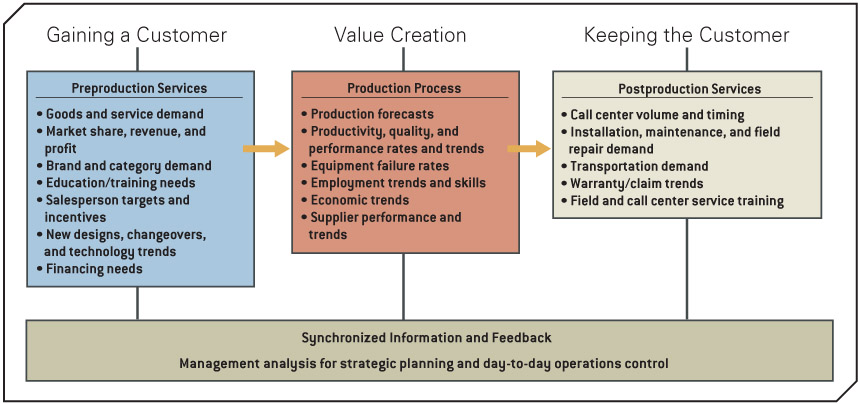 Gaining a Customer
Value Creation
Keeping the Customer
Preproduction Services
• Goods and service demand
• Market share, revenue, and
profit
• Brand and category demand
• Education/training needs
• Salesperson targets and
incentives
• New designs, changeovers,
and technology trends
• Financing needs
Production Process
• Production forecasts
• Productivity, quality, and
performance rates and trends
• Equipment failure rates
• Employment trends and skills
• Economic trends
• Supplier performance and
trends
Postproduction Services
• Call center volume and timing
• Installation, maintenance, and field
repair demand
• Transportation demand
• Warranty/claim trends
• Field and call center service training
Synchronized Information and Feedback
Management analysis for strategic planning and day-to-day operations control